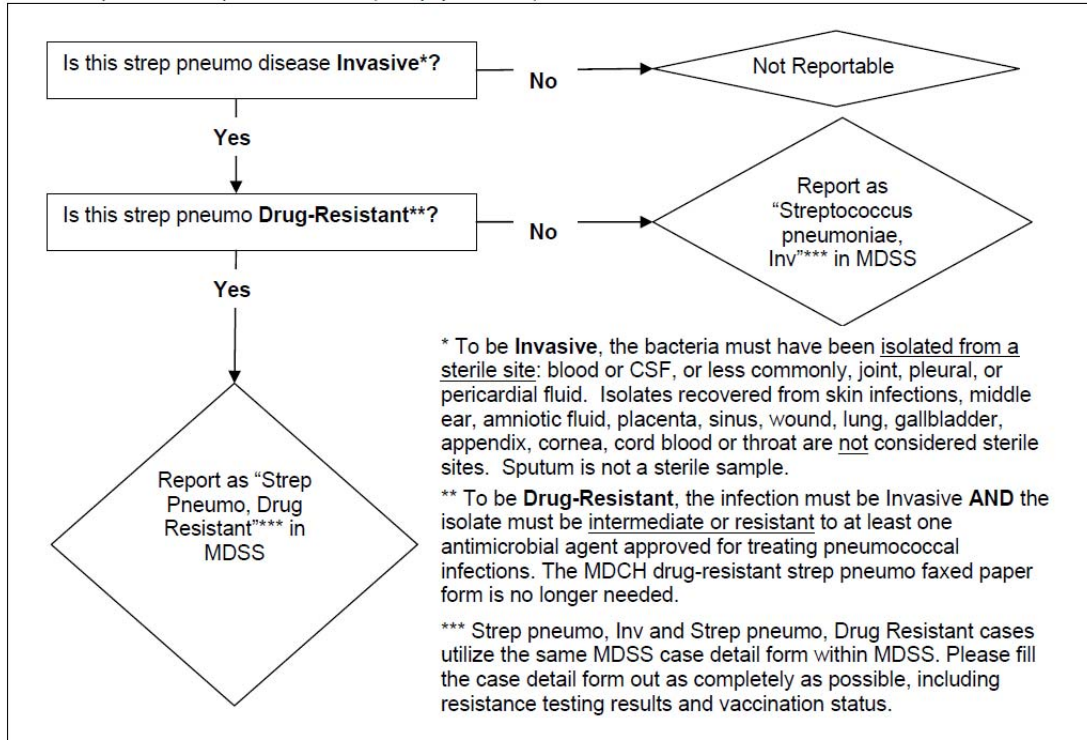 Is this strep pneumo disease Invasive*?
No
Not Reportable
Yes
Is this strep pneumo Drug-Resistant**?
No
Report as
“Streptococcus
pneumoniae,
Inv”*** in MDSS
Yes
Report as “Strep
Pneumo, Drug
Resistant”*** in
MDSS
* To be Invasive, the bacteria must have been isolated from a
sterile site: blood or CSF, or less commonly, joint, pleural, or
pericardial fluid. Isolates recovered from skin infections, middle
ear, amniotic fluid, placenta, sinus, wound, lung, gallbladder,
appendix, cornea, cord blood or throat are not considered sterile
sites. Sputum is not a sterile sample.
** To be Drug-Resistant, the infection must be Invasive AND the
isolate must be intermediate or resistant to at least one
antimicrobial agent approved for treating pneumococcal
infections. The MDCH drug-resistant strep pneumo faxed paper
form is no longer needed.
*** Strep pneumo, Inv and Strep pneumo, Drug Resistant cases
utilize the same MDSS case detail form within MDSS. Please fill
the case detail form out as completely as possible, including
resistance testing results and vaccination status.